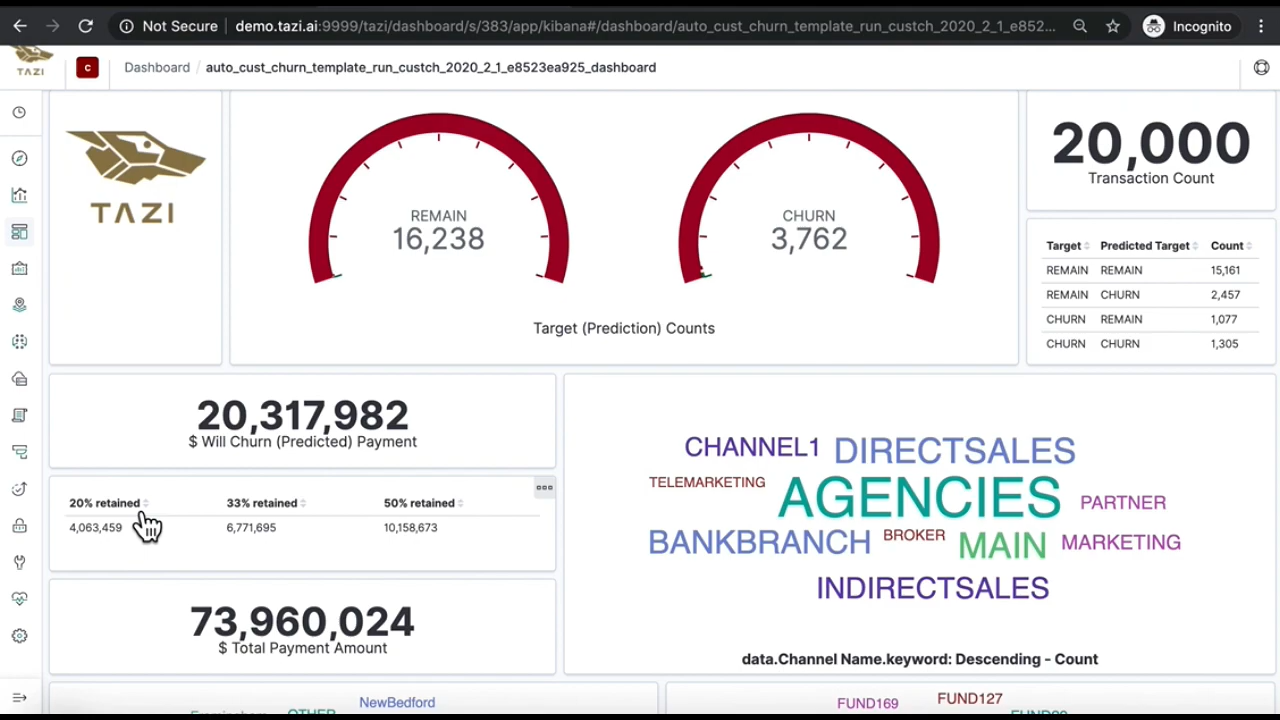 Not Secure
demo.tazi.ai:9999/tazi/dashboard/s/383/app/kibana#/dashboard/auto_cust_churn_template_run_custch_2020_2_1_e852...
Incognito
TAZI
C
Dashboard / auto_cust_churn_template_run_custch_2020_2_1_e8523ea925_dashboard
TAZI
REMAIN
16,238
CHURN
3,762
Target (Prediction) Counts
20,000
Transaction Count
Target Predicted Target Count
REMAIN REMAIN 15,161
REMAIN CHURN 2,457
CHURN REMAIN 1,077
CHURN CHURN 1,305
20,317,982
$ Will Churn (Predicted) Payment
20% retained 33% retained 50% retained
4,063,459 6,771,695 10,158,673
73,960,024
$ Total Payment Amount
CHANNEL1 DIRECTSALES
TELEMARKETING AGENCIES PARTNER
BANKBRANCH BROKER MAIN MARKETING
INDIRECTSALES
data.Channel Name.keyword: Descending - Count
NewBedford
OTHER
FUND169 FUND127